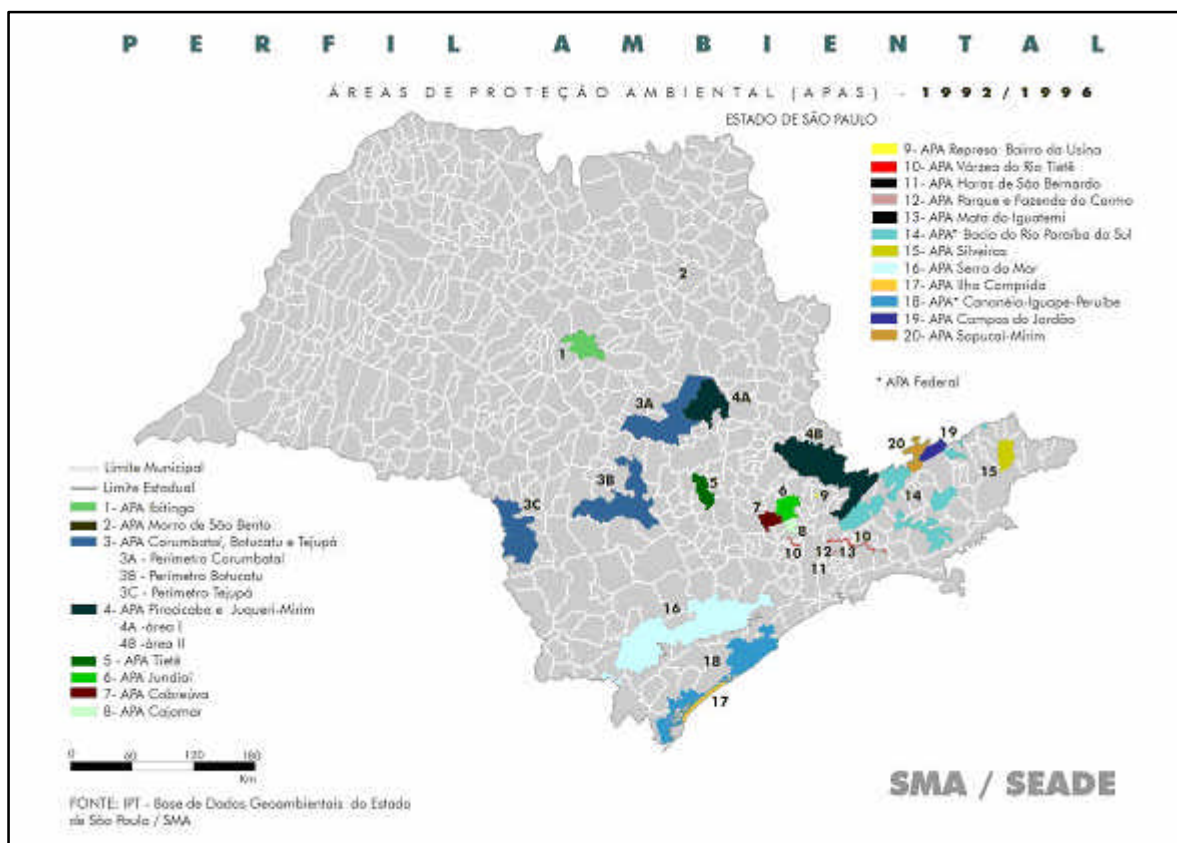 PERFIL AMBIENTAL
ÁREAS DE PROTEÇÃO AMBIENTAL (APAS) - 1992/1996
ESTADO DE SÃO PAULO
9- APA Represa Bairro da Usina
10- APA Várzea do Rio Tietê
11- APA Haras de São Bernardo
12- APA Parque e Fazenda do Carmo
13- APA Mata do Iguatemi
14- APA* Bacia do Rio Paraíba do Sul
15- APA Silveiras
16- APA Serra do Mar
17- APA Ilha Comprida
18- APA* Cananéia-Iguape-Peruíbe
19- APA Campos do Jordão
20- APA Sapucaí-Mirim
* APA Federal
2
1
3A
4A
4B
20
19
15
14
3B
5
3C
6
9
7
8
10
10
12
13
11
16
18
17
Limite Municipal
Limite Estadual
1- APA Ibitinga
2- APA Morro de São Bento
3- APA Corumbataí, Botucatu e Tejupá
3A - Perímetro Corumbataí
3B - Perímetro Botucatu
3C - Perímetro Tejupá
4- APA Piracicaba e Juqueri-Mirim
4A -área I
4B -área II
5 - APA Tietê
6- APA Jundiaí
7- APA Cabreúva
8- APA Cajamar
0 60 120 180
Km
FONTE: IPT - Base de Dados Geoambientais do Estado
de São Paulo / SMA
SMA / SEADE